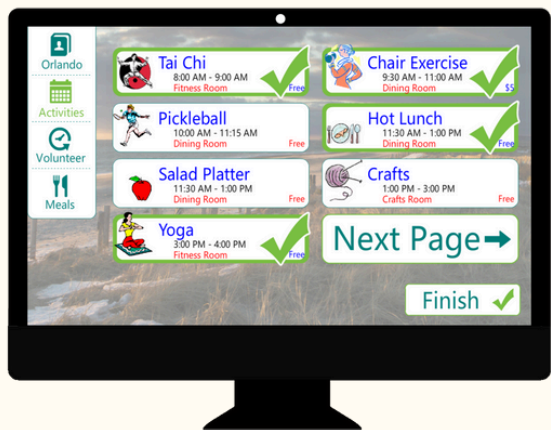 Orlando
Activities
Volunteer
Meals
Tai Chi
8:00 AM - 9:00 AM
Fitness Room
Free
Chair Exercise
9:30 AM - 11:00 AM
Dining Room
$5
Pickleball
10:00 AM - 11:15 AM
Dining Room
Free
Hot Lunch
11:30 AM - 1:00 PM
Dining Room
Free
Salad Platter
11:30 AM - 1:00 PM
Dining Room
Free
Crafts
1:00 PM - 3:00 PM
Crafts Room
Free
Yoga
3:00 PM - 4:00 PM
Fitness Room
Free
Next Page
Finish